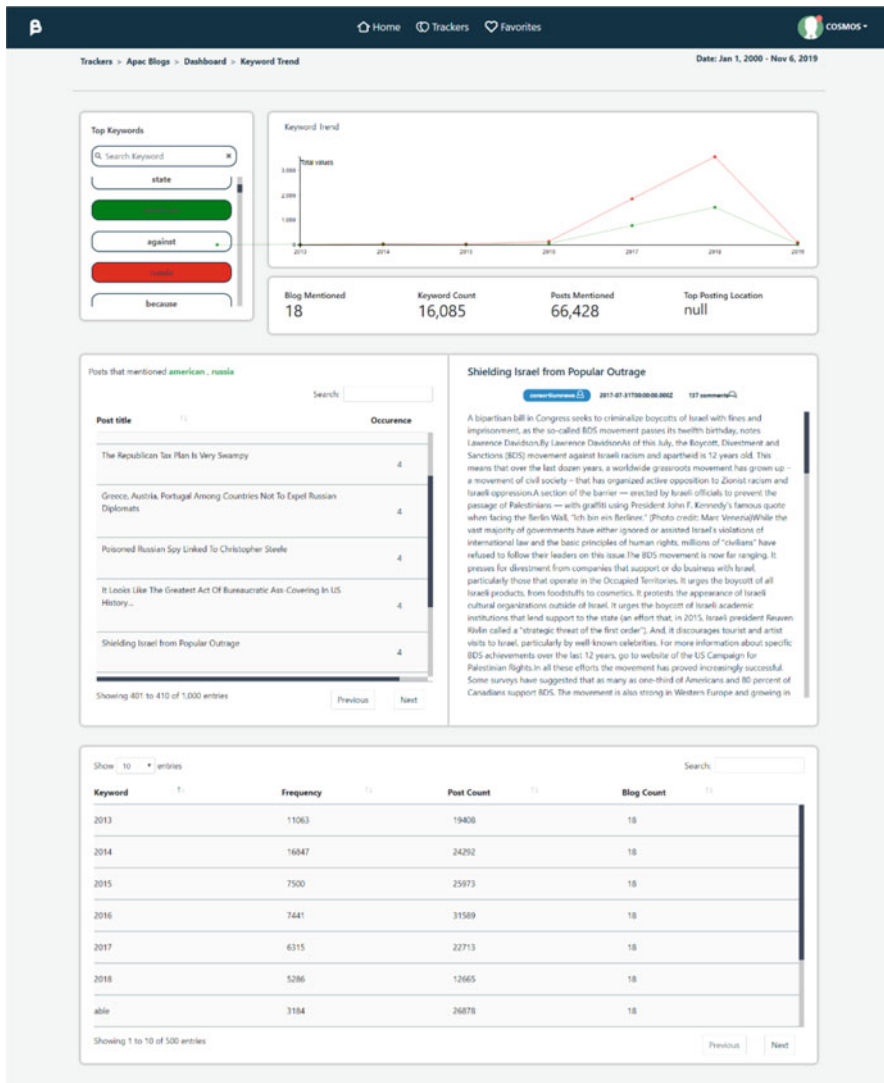 Home Trackers Favorites COSMOS
Trackers > Apac Blogs > Dashboard > Keyword Trend
Date: Jan 1, 2000 - Nov 6, 2019
Top Keywords
Search Keyword
state
against
because
Keyword Trend
Total values
3,000
2,000
1,000
0
2013 2014 2015 2016 2017 2018 2019
Blog Mentioned Keyword Count Posts Mentioned Top Posting Location
18 16,085 66,428 null
Posts that mentioned american , russia
Search:
Post title Occurence
The Republican Tax Plan Is Very Swampy
4
Greece, Austria, Portugal Among Countries Not To Expel Russian
Diplomats
4
Poisoned Russian Spy Linked To Christopher Steele
4
It Looks Like The Greatest Act Of Bureaucratic Ass-Covering In US
History...
4
Shielding Israel from Popular Outrage
4
Showing 401 to 410 of 1,000 entries
Previous Next
Shielding Israel from Popular Outrage
consortiumnews 2017-07-31T00:00:00.000Z 137 comments
A bipartisan bill in Congress seeks to criminalize boycotts of Israel with fines and
imprisonment, as the so-called BDS movement passes its twelfth birthday, notes
Lawrence Davidson.By Lawrence DavidsonAs of this July, the Boycott, Divestment and
Sanctions (BDS) movement against Israeli racism and apartheid is 12 years old. This
means that over the last dozen years, a worldwide grassroots movement has grown up –
a movement of civil society – that has organized active opposition to Zionist racism and
Israeli oppression.A section of the barrier — erected by Israeli officials to prevent the
passage of Palestinians — with graffiti using President John F. Kennedy's famous quote
when facing the Berlin Wall, "Ich bin ein Berliner." (Photo credit: Marc Venezia)While the
vast majority of governments have either ignored or assisted Israel's violations of
international law and the basic principles of human rights, millions of "civilians" have
refused to follow their leaders on this issue.The BDS movement is now far ranging. It
presses for divestment from companies that support or do business with Israel,
particularly those that operate in the Occupied Territories. It urges the boycott of all
Israeli products, from foodstuffs to cosmetics. It protests the appearance of Israeli
cultural organizations outside of Israel. It urges the boycott of Israeli academic
institutions that lend support to the state (an effort that, in 2015, Israeli president Reuven
Rivlin called a "strategic threat of the first order"). And, it discourages tourist and artist
visits to Israel, particularly by well-known celebrities. For more information about specific
BDS achievements over the last 12 years, go to website of the US Campaign for
Palestinian Rights.In all these efforts the movement has proved increasingly successful.
Some surveys have suggested that as many as one-third of Americans and 80 percent of
Canadians support BDS. The movement is also strong in Western Europe and growing in
Show 10 entries
Search:
Keyword Frequency Post Count Blog Count
2013 11063 19408 18
2014 16847 24292 18
2015 7500 25973 18
2016 7441 31589 18
2017 6315 22713 18
2018 5286 12665 18
able 3184 26878 18
Showing 1 to 10 of 500 entries
Previous Next